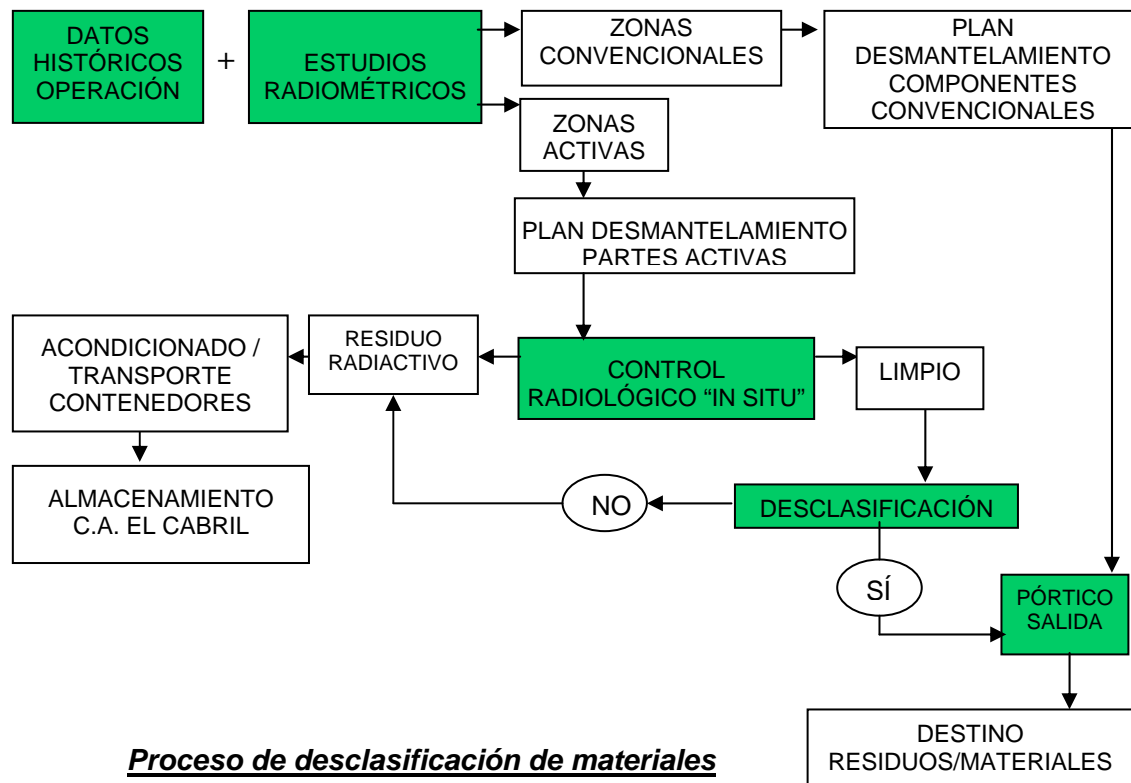 DATOS
HISTÓRICOS
OPERACIÓN
+
ESTUDIOS
RADIOMÉTRICOS
ZONAS
CONVENCIONALES
PLAN
DESMANTELAMIENTO
COMPONENTES
CONVENCIONALES
ZONAS
ACTIVAS
PLAN DESMANTELAMIENTO
PARTES ACTIVAS
ACONDICIONADO /
TRANSPORTE
CONTENEDORES
RESIDUO
RADIACTIVO
CONTROL
RADIOLÓGICO “IN SITU”
LIMPIO
ALMACENAMIENTO
C.A. EL CABRIL
NO
DESCLASIFICACIÓN
SÍ
PÓRTICO
SALIDA
DESTINO
RESIDUOS/MATERIALES
Proceso de desclasificación de materiales